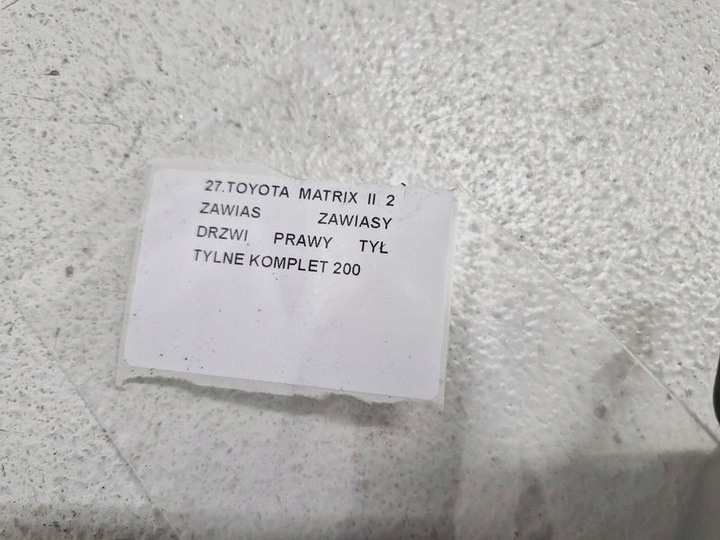 27.TOYOTA MATRIX II 2
ZAWIAS ZAWIASY
DRZWI PRAWY TYŁ
TYLNE KOMPLET 200